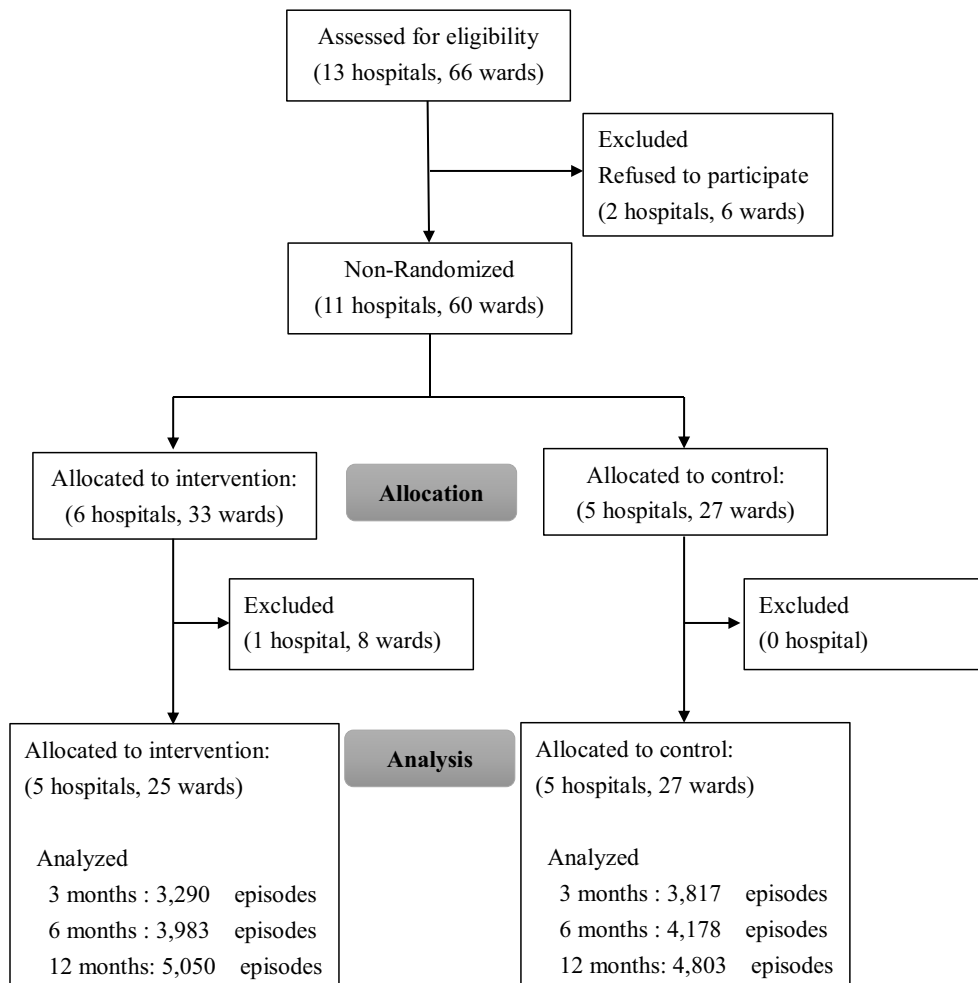 Assessed for eligibility
(13 hospitals, 66 wards)
Excluded
Refused to participate
(2 hospitals, 6 wards)
Non-Randomized
(11 hospitals, 60 wards)
Allocated to intervention:
(6 hospitals, 33 wards)
Allocation
Allocated to control:
(5 hospitals, 27 wards)
Excluded
(1 hospital, 8 wards)
Excluded
(0 hospital)
Allocated to intervention:
(5 hospitals, 25 wards)
Analyzed
3 months : 3,290 episodes
6 months : 3,983 episodes
12 months: 5,050 episodes
Analysis
Allocated to control:
(5 hospitals, 27 wards)
Analyzed
3 months : 3,817 episodes
6 months : 4,178 episodes
12 months: 4,803 episodes